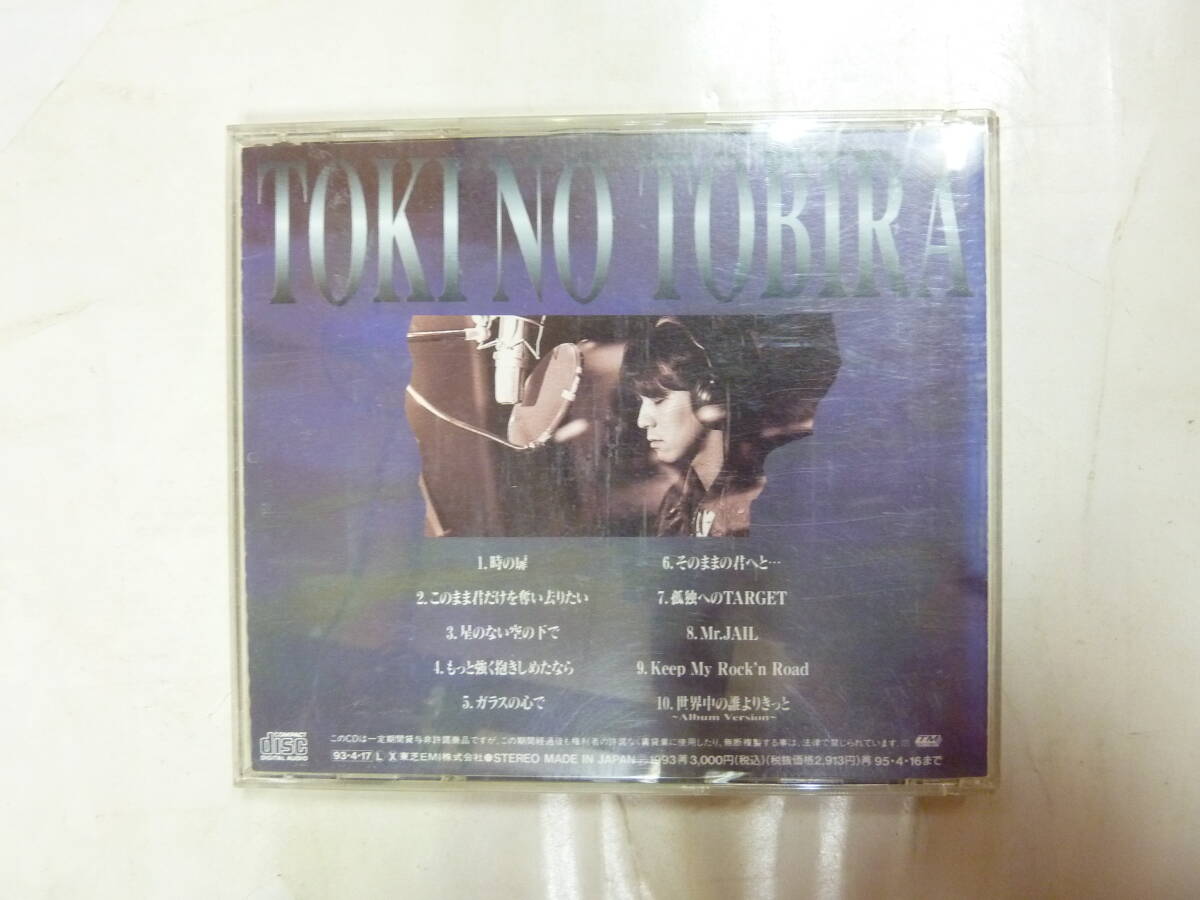 TOKI NO TOBIRA
1. 時の扉
2. このまま君だけを奪い去りたい
3. 星のない空の下で
4. もっと強く抱きしめたなら
5. ガラスの心で
6. そのままの君へと…
7. 孤独へのTARGET
8. Mr.JAIL
9. Keep My Rock'n Road
10. 世界中の誰よりきっと
~Album Version~
COMPACT
disc
DIGITAL AUDIO
このCDは一定期間貸与非許諾商品ですが、この期間経過後も権利者の許諾なく賃貸業に使用したり、無断複製する事は、法律で禁じられています。
93·4·17 L X 東芝EMI株式会社●STEREO MADE IN JAPAN 1993 再 3,000円(税込)(税抜価格2,913円)再 95·4·16まで